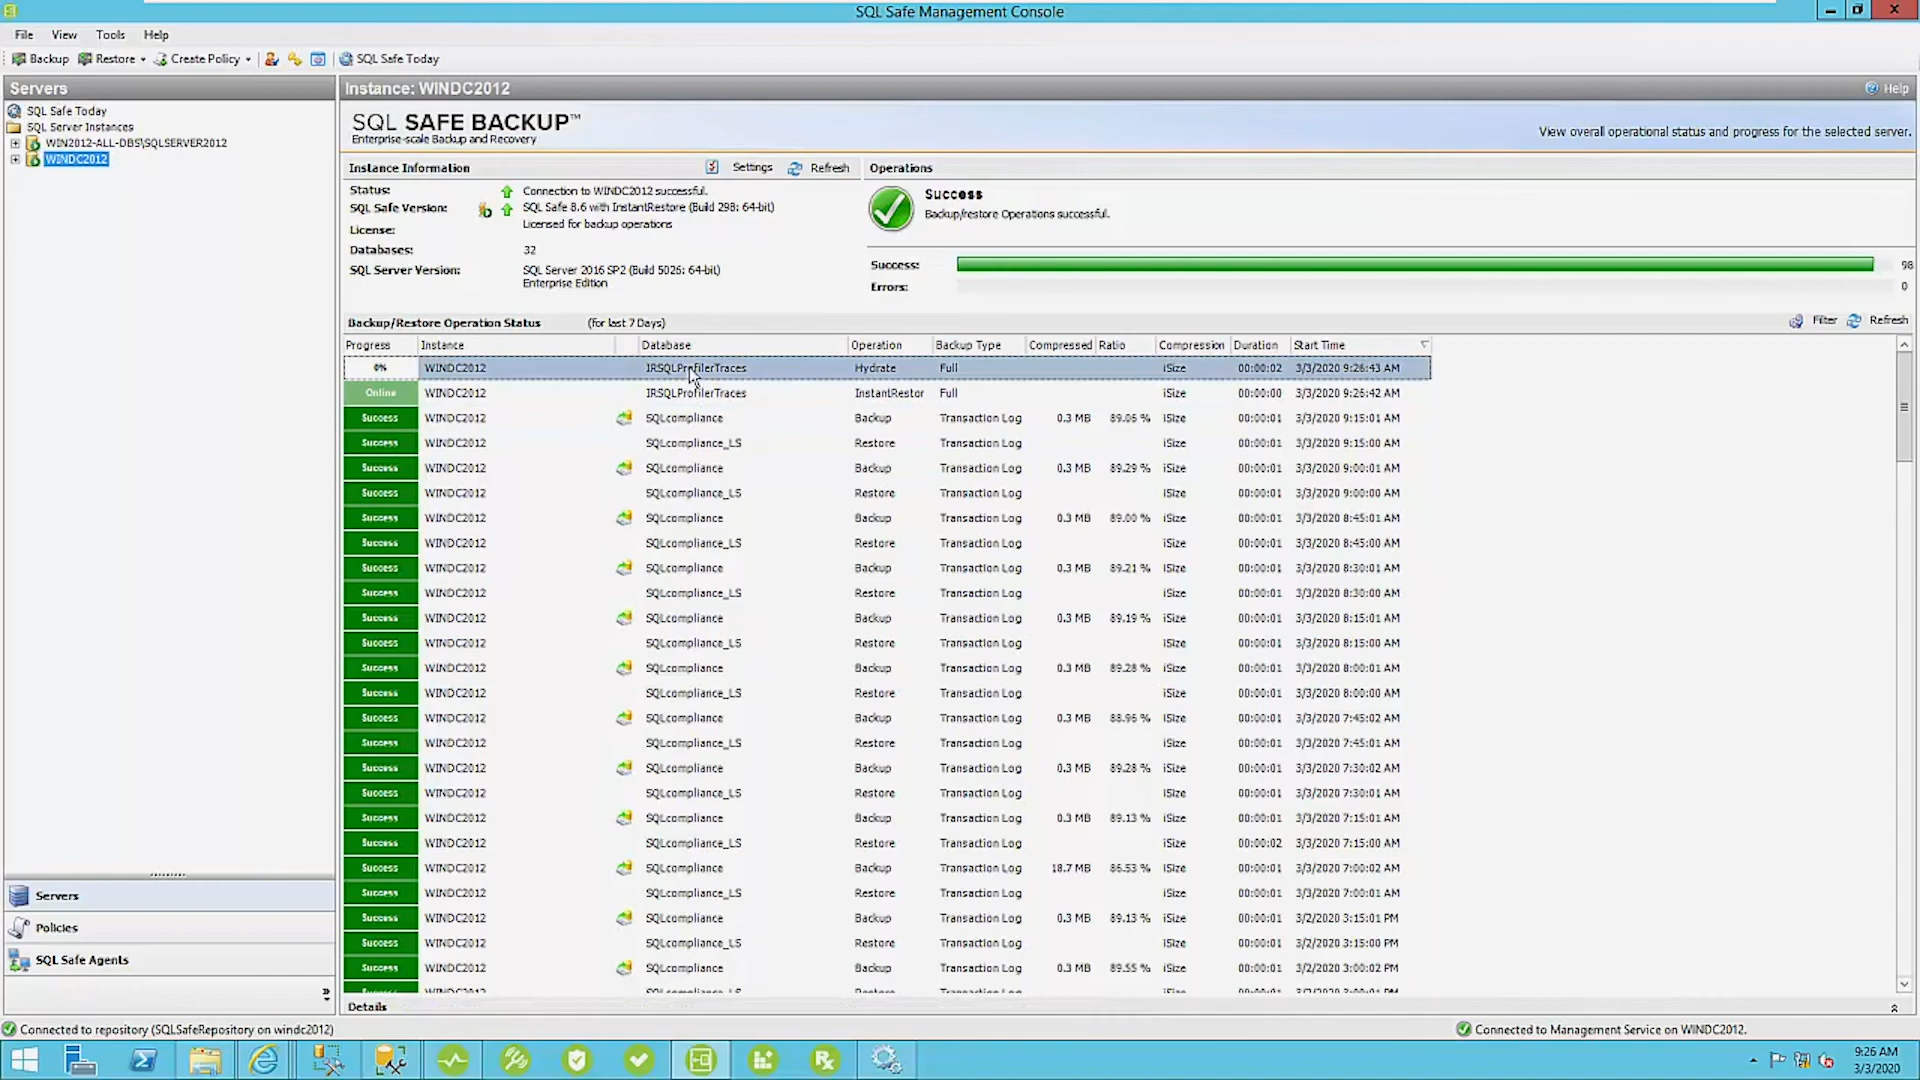 SQL Safe Management Console
File View Tools Help
Backup Restore Create Policy SQL Safe Today
Servers
SQL Safe Today
SQL Server Instances
WIN2012-ALL-DBS\SQLSERVER2012
WINDC2012
Instance: WINDC2012 Help
SQL SAFE BACKUP™
Enterprise-scale Backup and Recovery
View overall operational status and progress for the selected server.
Instance Information Settings Refresh
Status: Connection to WINDC2012 successful.
SQL Safe Version: SQL Safe 8.6 with InstantRestore (Build 298: 64-bit)
License: Licensed for backup operations
Databases: 32
SQL Server Version: SQL Server 2016 SP2 (Build 5026: 64-bit)
Enterprise Edition
Operations
Success
Backup/restore Operations successful.
Success: 98
Errors: 0
Backup/Restore Operation Status (for last 7 Days) Filter Refresh
Progress Instance Database Operation Backup Type Compressed Ratio Compression Duration Start Time
0% WINDC2012 IRSQLProfilerTraces Hydrate Full iSize 00:00:02 3/3/2020 9:26:43 AM
Online WINDC2012 IRSQLProfilerTraces InstantRestor Full iSize 00:00:00 3/3/2020 9:26:42 AM
Success WINDC2012 SQLcompliance Backup Transaction Log 0.3 MB 89.06 % iSize 00:00:01 3/3/2020 9:15:01 AM
Success WINDC2012 SQLcompliance_LS Restore Transaction Log iSize 00:00:01 3/3/2020 9:15:00 AM
Success WINDC2012 SQLcompliance Backup Transaction Log 0.3 MB 89.29 % iSize 00:00:01 3/3/2020 9:00:01 AM
Success WINDC2012 SQLcompliance_LS Restore Transaction Log iSize 00:00:01 3/3/2020 9:00:00 AM
Success WINDC2012 SQLcompliance Backup Transaction Log 0.3 MB 89.00 % iSize 00:00:01 3/3/2020 8:45:01 AM
Success WINDC2012 SQLcompliance_LS Restore Transaction Log iSize 00:00:01 3/3/2020 8:45:00 AM
Success WINDC2012 SQLcompliance Backup Transaction Log 0.3 MB 89.21 % iSize 00:00:01 3/3/2020 8:30:01 AM
Success WINDC2012 SQLcompliance_LS Restore Transaction Log iSize 00:00:01 3/3/2020 8:30:00 AM
Success WINDC2012 SQLcompliance Backup Transaction Log 0.3 MB 89.19 % iSize 00:00:01 3/3/2020 8:15:01 AM
Success WINDC2012 SQLcompliance_LS Restore Transaction Log iSize 00:00:01 3/3/2020 8:15:00 AM
Success WINDC2012 SQLcompliance Backup Transaction Log 0.3 MB 89.28 % iSize 00:00:01 3/3/2020 8:00:01 AM
Success WINDC2012 SQLcompliance_LS Restore Transaction Log iSize 00:00:01 3/3/2020 8:00:00 AM
Success WINDC2012 SQLcompliance Backup Transaction Log 0.3 MB 88.96 % iSize 00:00:01 3/3/2020 7:45:02 AM
Success WINDC2012 SQLcompliance_LS Restore Transaction Log iSize 00:00:01 3/3/2020 7:45:01 AM
Success WINDC2012 SQLcompliance Backup Transaction Log 0.3 MB 89.28 % iSize 00:00:01 3/3/2020 7:30:02 AM
Success WINDC2012 SQLcompliance_LS Restore Transaction Log iSize 00:00:01 3/3/2020 7:30:01 AM
Success WINDC2012 SQLcompliance Backup Transaction Log 0.3 MB 89.13 % iSize 00:00:01 3/3/2020 7:15:01 AM
Success WINDC2012 SQLcompliance_LS Restore Transaction Log iSize 00:00:02 3/3/2020 7:15:00 AM
Success WINDC2012 SQLcompliance Backup Transaction Log 18.7 MB 86.53 % iSize 00:00:01 3/3/2020 7:00:02 AM
Success WINDC2012 SQLcompliance_LS Restore Transaction Log iSize 00:00:01 3/3/2020 7:00:01 AM
Success WINDC2012 SQLcompliance Backup Transaction Log 0.3 MB 89.13 % iSize 00:00:01 3/2/2020 3:15:01 PM
Success WINDC2012 SQLcompliance_LS Restore Transaction Log iSize 00:00:01 3/2/2020 3:15:00 PM
Success WINDC2012 SQLcompliance Backup Transaction Log 0.3 MB 89.55 % iSize 00:00:01 3/2/2020 3:00:02 PM
Servers
Policies
SQL Safe Agents
Details
Connected to repository (SQLSafeRepository on windc2012)
Connected to Management Service on WINDC2012.
9:26 AM
3/3/2020